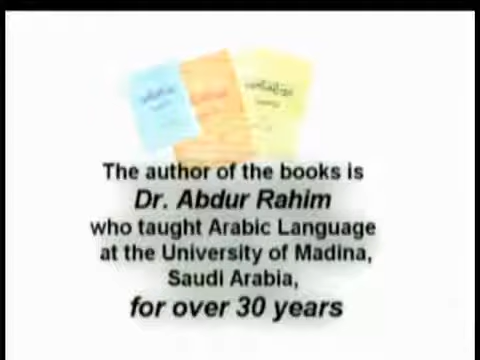 The author of the books is
Dr. Abdur Rahim
who taught Arabic Language
at the University of Madina,
Saudi Arabia,
for over 30 years